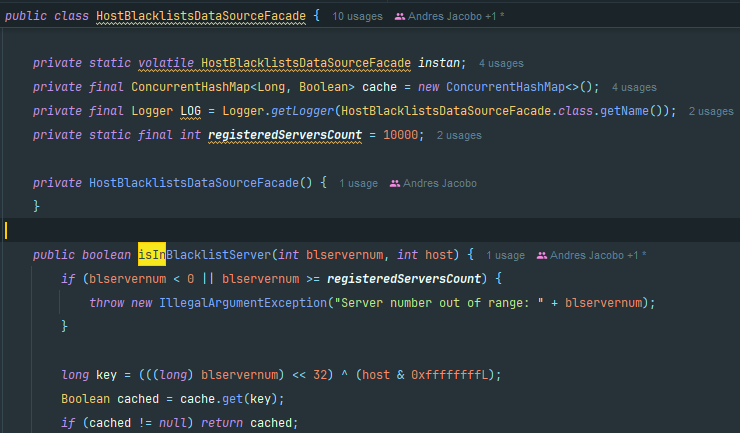 public class HostBlacklistsDataSourceFacade {  10 usages  Andres Jacobo +1 *
private static volatile HostBlacklistsDataSourceFacade instan;  4 usages
private final ConcurrentHashMap<Long, Boolean> cache = new ConcurrentHashMap<>();  4 usages
private final Logger LOG = Logger.getLogger(HostBlacklistsDataSourceFacade.class.getName());  2 usages
private static final int registeredServersCount = 10000;  2 usages
private HostBlacklistsDataSourceFacade() {  1 usage  Andres Jacobo
}
public boolean isInBlacklistServer(int blservernum, int host) {  1 usage  Andres Jacobo +1 *
if (blservernum < 0 || blservernum >= registeredServersCount) {
throw new IllegalArgumentException("Server number out of range: " + blservernum);
}
long key = (((long) blservernum) << 32) ^ (host & 0xffffffffL);
Boolean cached = cache.get(key);
if (cached != null) return cached;